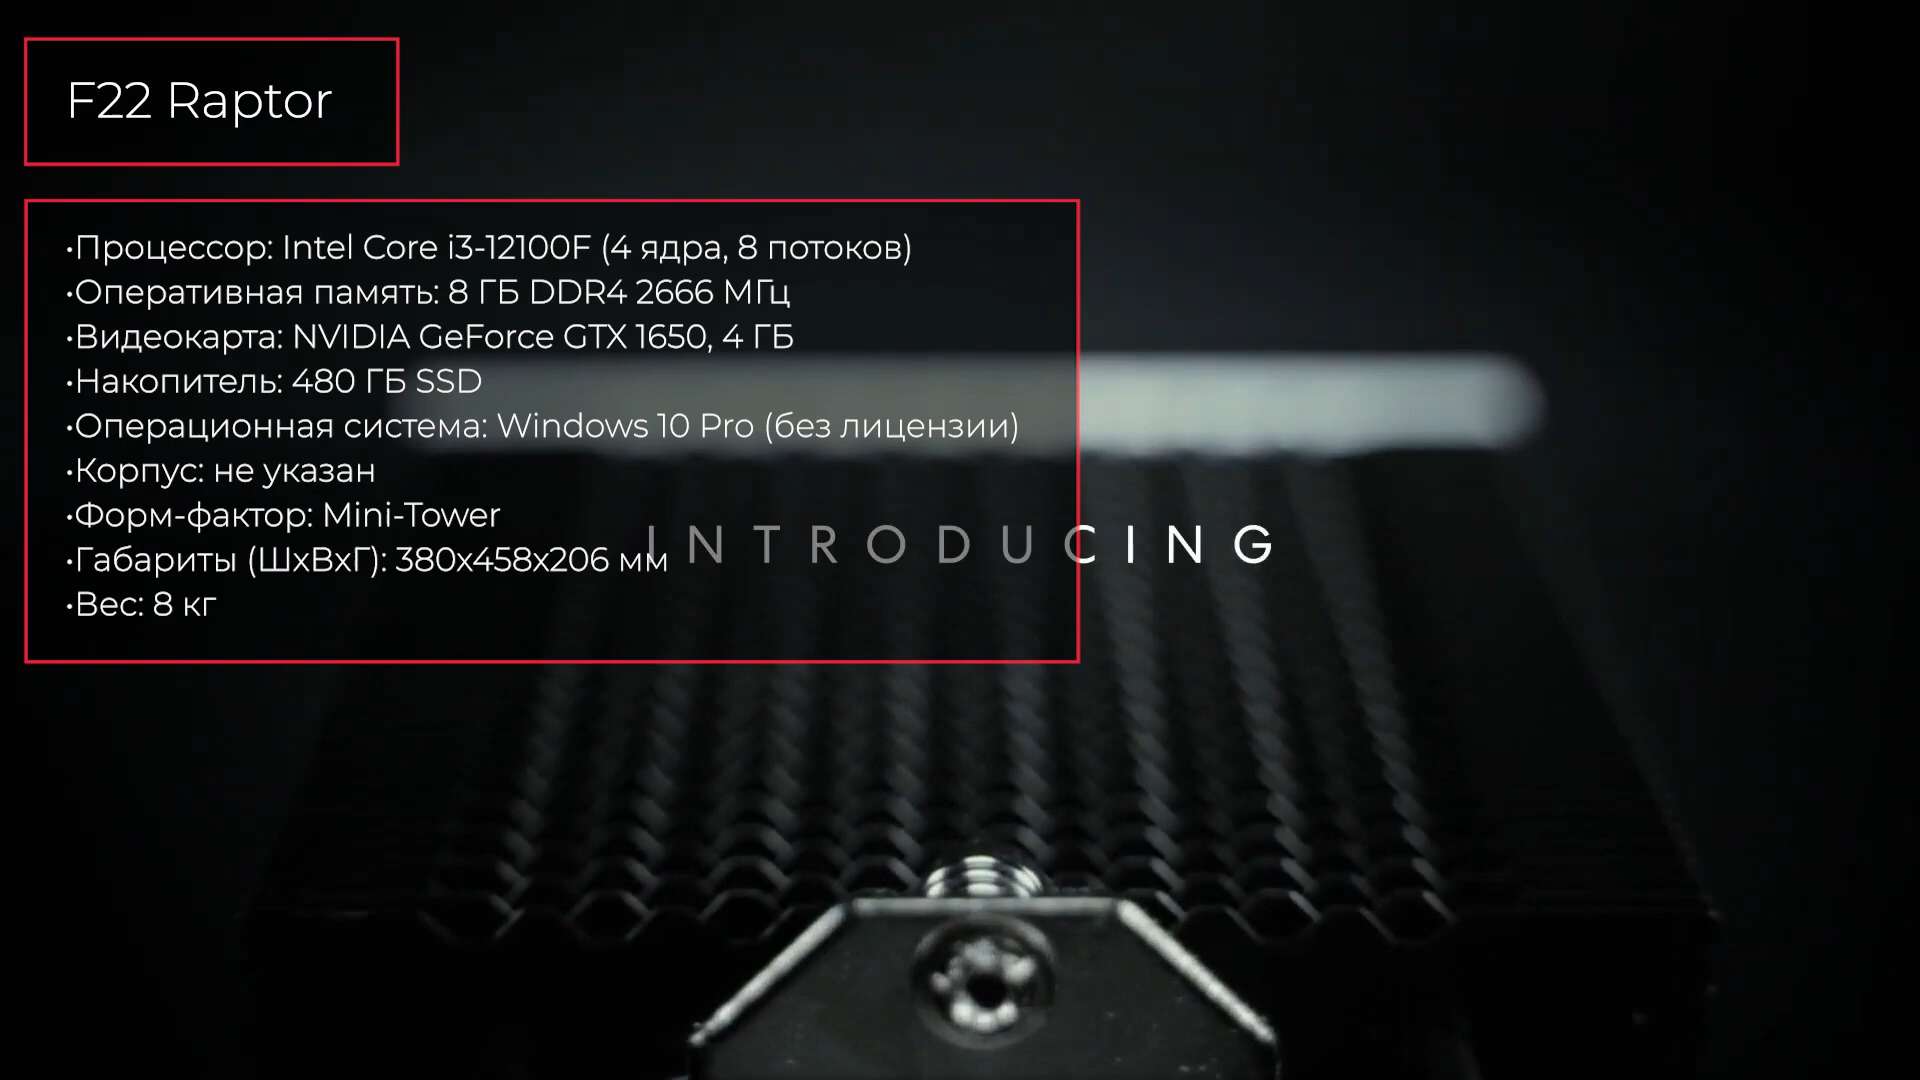 F22 Raptor
•Процессор: Intel Core i3-12100F (4 ядра, 8 потоков)
•Оперативная память: 8 ГБ DDR4 2666 МГц
•Видеокарта: NVIDIA GeForce GTX 1650, 4 ГБ
•Накопитель: 480 ГБ SSD
•Операционная система: Windows 10 Pro (без лицензии)
•Корпус: не указан
•Форм-фактор: Mini-Tower
•Габариты (ШхВхГ): 380x458x206 мм
•Вес: 8 кг
INTRODUCING